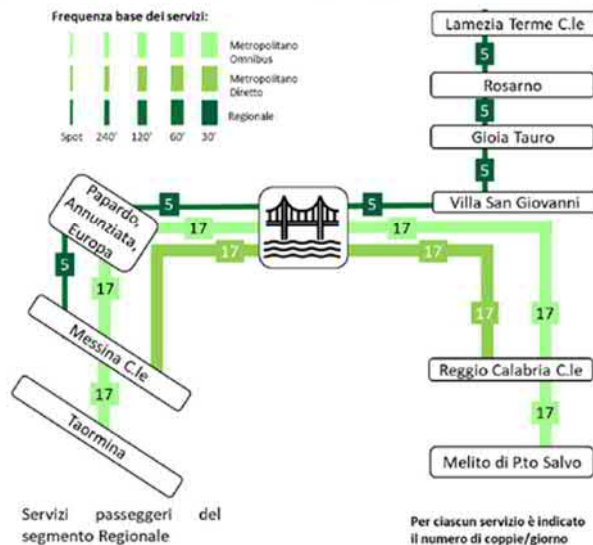 Frequenza base dei servizi:
Metropolitano
Omnibus
Metropolitano
Diretto
Regionale
Spot 240' 120' 60' 30'
Lamezia Terme C.le
5
Rosarno
5
Gioia Tauro
5
Villa San Giovanni
Papardo,
Annunziata,
Europa
5
5
17
17
17
17
5
17
17
17
Messina C.le
Reggio Calabria C.le
17
17
Taormina
Melito di P.to Salvo
Servizi passeggeri del
segmento Regionale
Per ciascun servizio è indicato
il numero di coppie/giorno